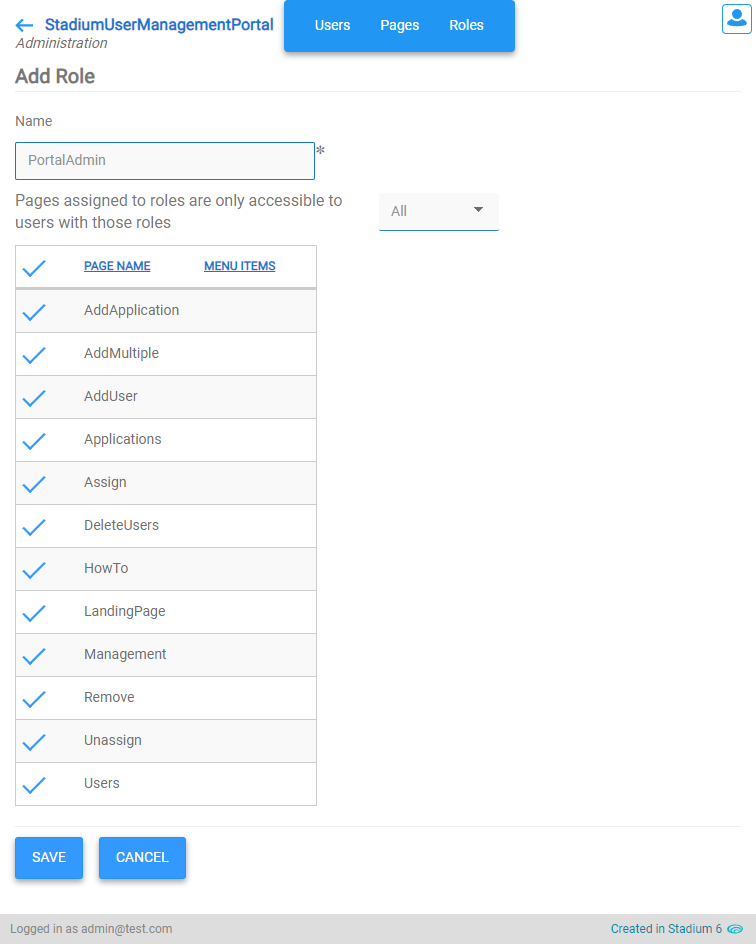 StadiumUserManagementPortal
Administration
Users Pages Roles
Add Role
Name
PortalAdmin *
Pages assigned to roles are only accessible to
users with those roles
All
PAGE NAME MENU ITEMS
AddApplication
AddMultiple
AddUser
Applications
Assign
DeleteUsers
HowTo
LandingPage
Management
Remove
Unassign
Users
SAVE CANCEL
Logged in as admin@test.com Created in Stadium 6